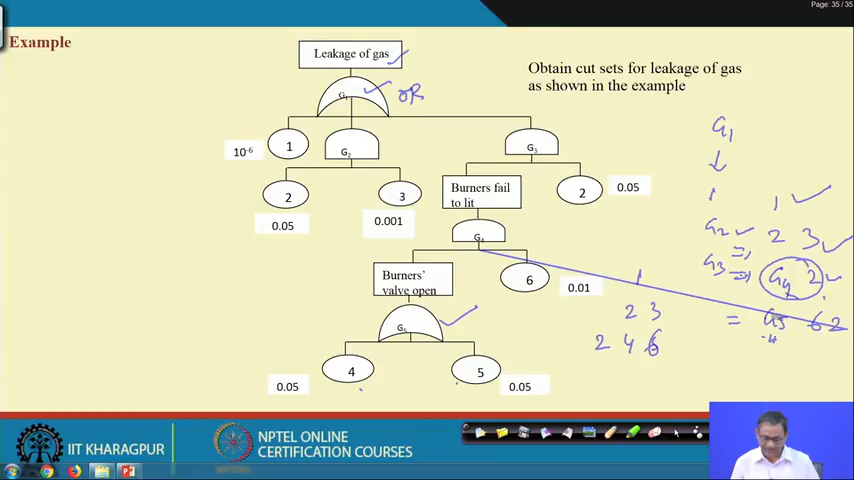 Page: 35 / 35
Example
Leakage of gas
Obtain cut sets for leakage of gas
as shown in the example
G1
OR
G1
↓
10-6
1
G2
G3
1
1
2
3
Burners fail
to lit
2
0.05
G2
2 3
0.05
0.001
G4
G3 ⇒
G4 2
Burners'
valve open
6
0.01
1
2 3
= G5 6 2
G5
2 4 6
4
0.05
4
5
0.05
IIT KHARAGPUR
NPTEL ONLINE
CERTIFICATION COURSES